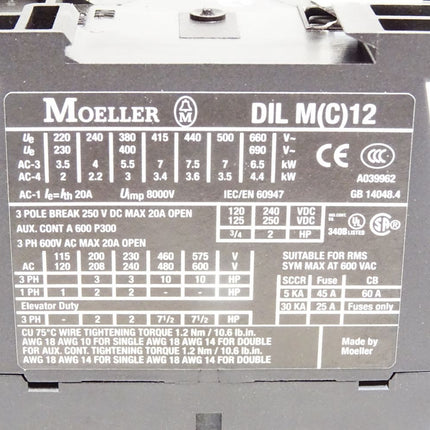 MOELLER DIL M(C)12
Ue 220 240 380 415 440 500 660 V~
Ue 230 400 690 V~
AC-3 3.5 4 5.5 7 7.5 7 6.5 kW
AC-4 2 2.2 3 3.4 3.6 3.5 4.4 kW
CE CCC
A039962
AC-1 Ie=Ith 20A Uimp 8000V IEC/EN 60947 GB 14048.4
3 POLE BREAK 250 V DC MAX 20A OPEN
AUX. CONT A 600 P300
3 PH 600V AC MAX 20A OPEN
120 240 VDC
125 250 VDC
3/4 2 HP
IND.CONT. EQ.
340B LISTED
115 200 230 460 575 V
AC 120 208 240 480 600 V
3 PH 3 3 10 10 HP
1 PH 1 2 2 - - HP
Elevator Duty
3 PH - 2 2 7 1/2 7 1/2 HP
SUITABLE FOR RMS
SYM MAX AT 600 VAC
SCCR Fuse CB
5 KA 45 A 60 A
30 KA 25 A Fuses only
CU 75°C WIRE TIGHTENING TORQUE 1.2 Nm / 10.6 lb.in.
AWG 18 AWG 10 FOR SINGLE AWG 18 AWG 14 FOR DOUBLE
FOR AUX. CONT. TIGHTENING TORQUE 1.2 Nm / 10.6 lb.in.
AWG 18 AWG 14 FOR SINGLE AWG 18 AWG 14 FOR DOUBLE
Made by
Moeller